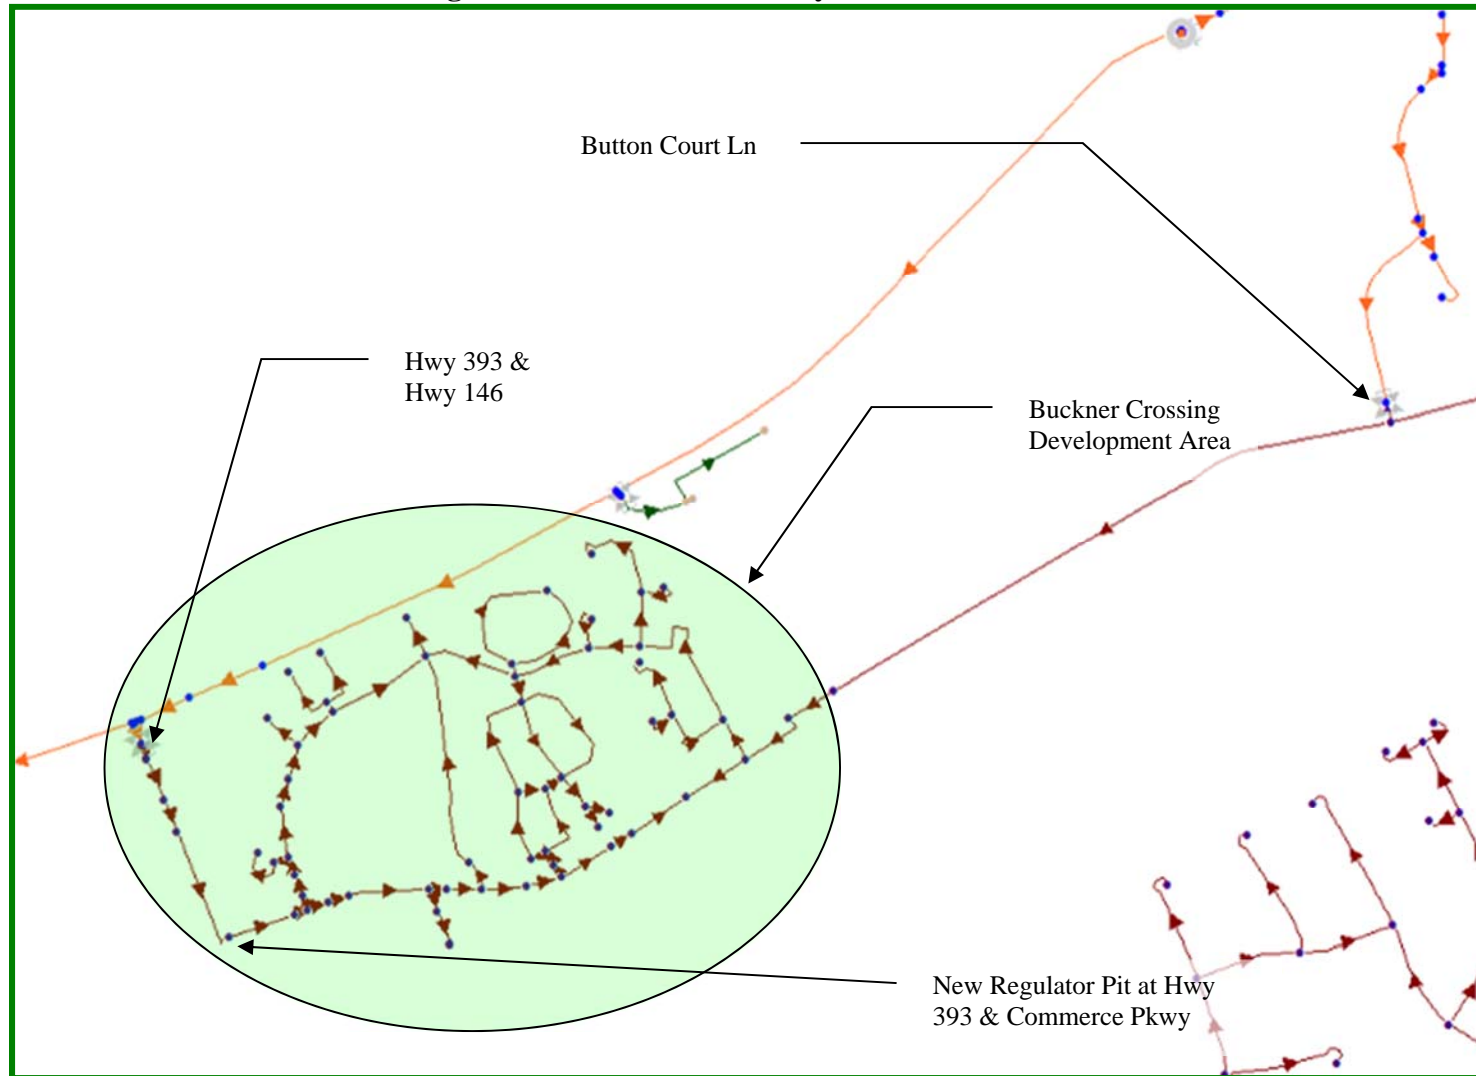 Button Court Ln
Hwy 393 &
Hwy 146
Buckner Crossing
Development Area
New Regulator Pit at Hwy
393 & Commerce Pkwy